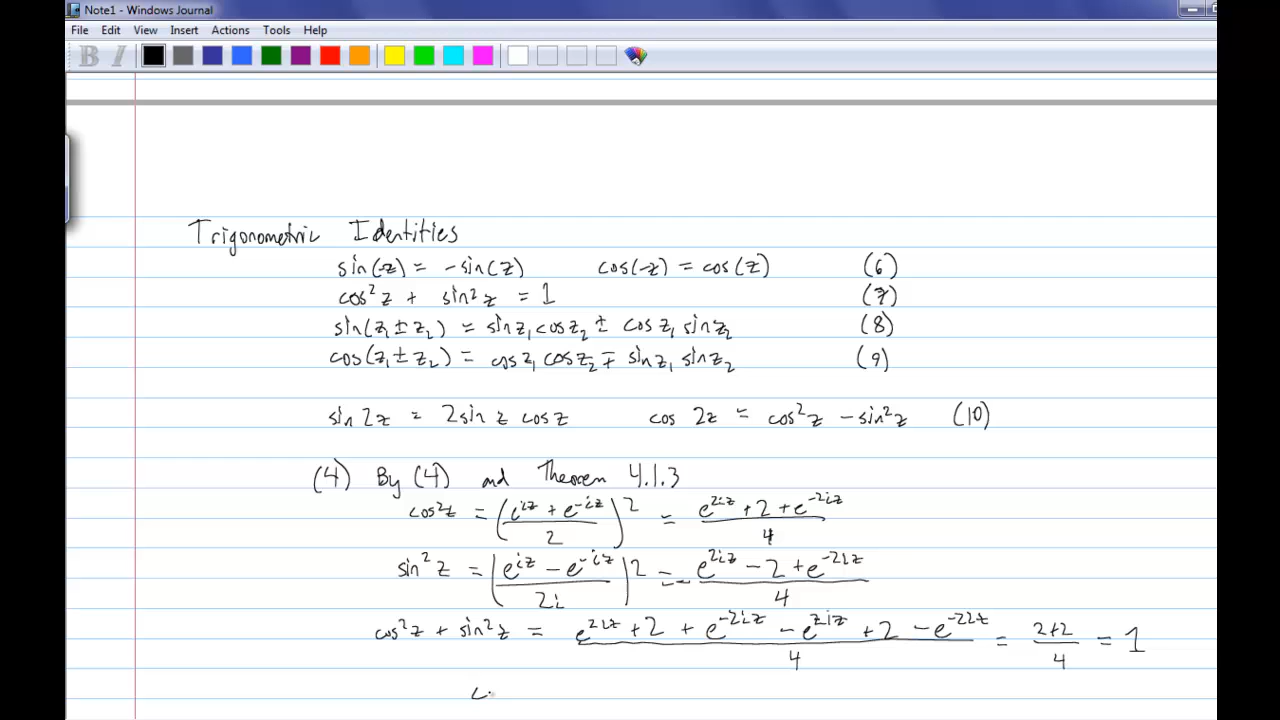 Note1 - Windows Journal
File Edit View Insert Actions Tools Help
B I
Trigonometric Identities
sin(-z) = -sin(z) cos(-z) = cos(z) (6)
cos²z + sin²z = 1 (7)
sin(z₁ ± z₂) = sin z₁ cos z₂ ± cos z₁ sin z₂ (8)
cos(z₁ ± z₂) = cos z₁ cos z₂ ∓ sin z₁ sin z₂ (9)
sin 2z = 2 sin z cos z cos 2z = cos²z - sin²z (10)
(4) By (4) and Theorem 4.1.3
cos²z = ((e^{iz} + e^{-iz})/2)² = (e^{2iz} + 2 + e^{-2iz})/4
sin²z = ((e^{iz} - e^{-iz})/2i)² = -(e^{2iz} - 2 + e^{-2iz})/4
cos²z + sin²z = (e^{2iz} + 2 + e^{-2iz} - e^{2iz} + 2 - e^{-2iz})/4 = (2+2)/4 = 1